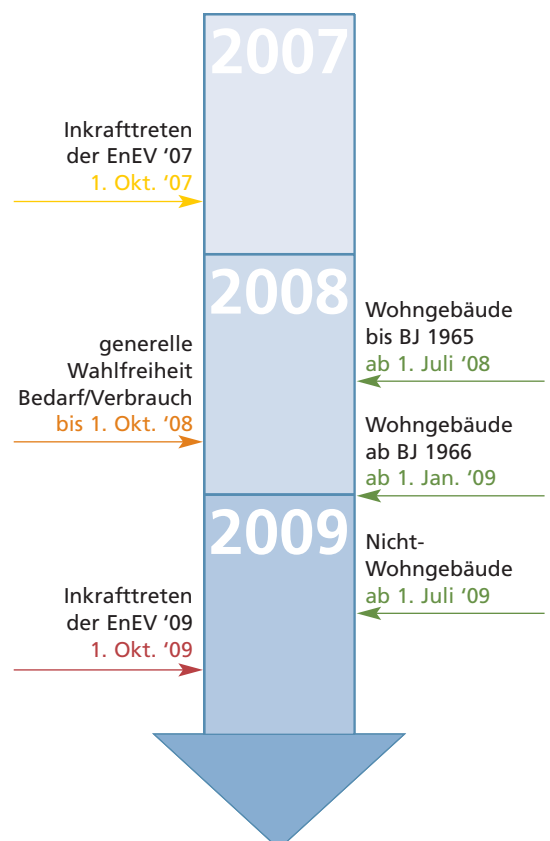 2007
Inkrafttreten
der EnEV ‘07
1. Okt. ‘07
2008
Wohngebäude
bis BJ 1965
ab 1. Juli ‘08
generelle
Wahlfreiheit
Bedarf/Verbrauch
bis 1. Okt. ‘08
Wohngebäude
ab BJ 1966
ab 1. Jan. ‘09
2009
Nicht-
Wohngebäude
ab 1. Juli ‘09
Inkrafttreten
der EnEV ‘09
1. Okt. ‘09